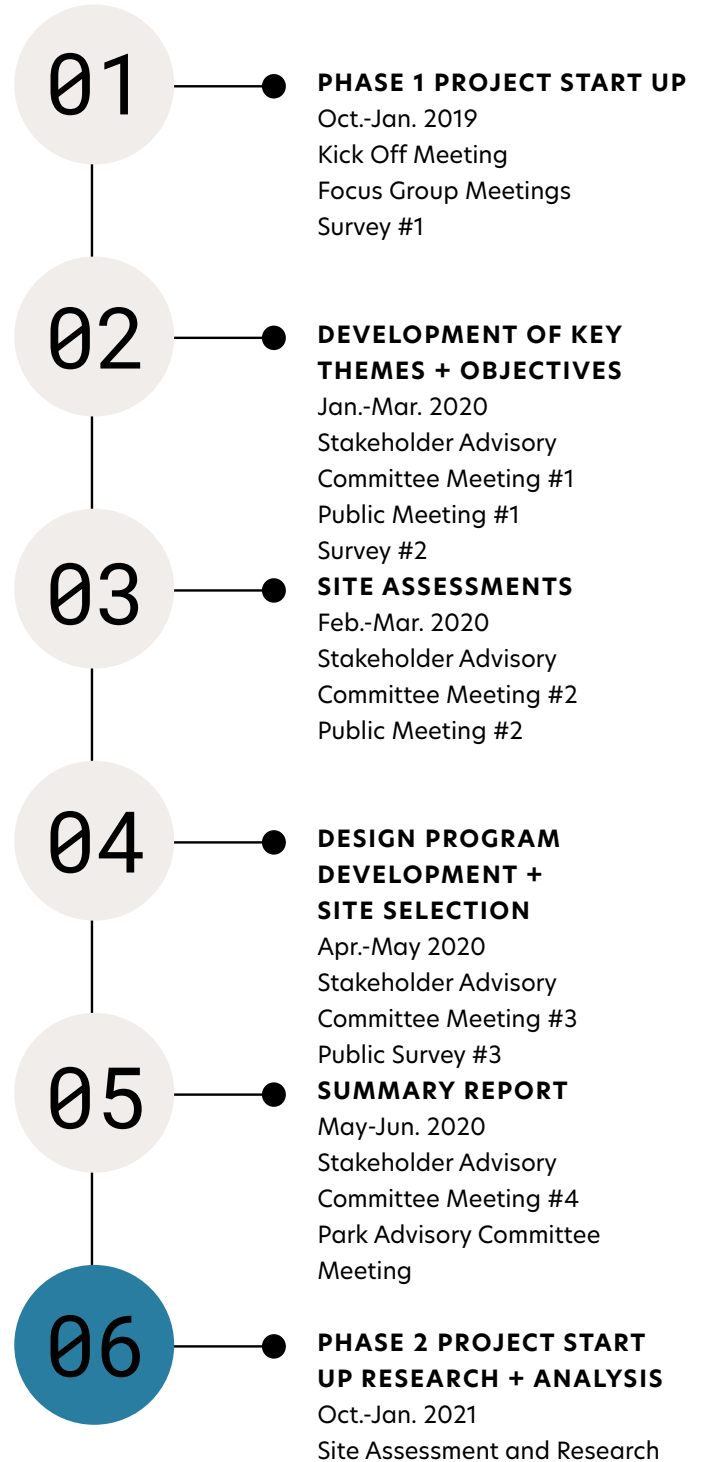 01
PHASE 1 PROJECT START UP
Oct.-Jan. 2019
Kick Off Meeting
Focus Group Meetings
Survey #1
02
DEVELOPMENT OF KEY
THEMES + OBJECTIVES
Jan.-Mar. 2020
Stakeholder Advisory
Committee Meeting #1
Public Meeting #1
Survey #2
03
SITE ASSESSMENTS
Feb.-Mar. 2020
Stakeholder Advisory
Committee Meeting #2
Public Meeting #2
04
DESIGN PROGRAM
DEVELOPMENT +
SITE SELECTION
Apr.-May 2020
Stakeholder Advisory
Committee Meeting #3
Public Survey #3
05
SUMMARY REPORT
May-Jun. 2020
Stakeholder Advisory
Committee Meeting #4
Park Advisory Committee
Meeting
06
PHASE 2 PROJECT START
UP RESEARCH + ANALYSIS
Oct.-Jan. 2021
Site Assessment and Research